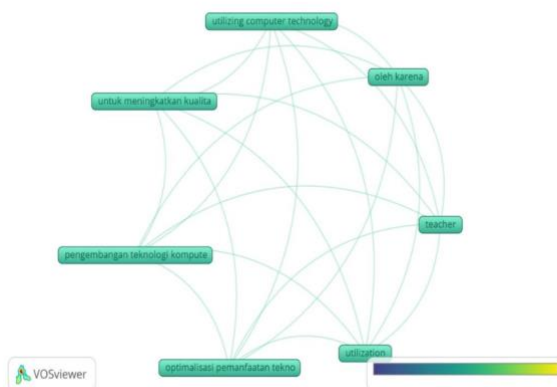 utilizing computer technology
oleh karena
untuk meningkatkan kualita
teacher
pengembangan teknologi kompute
utilization
optimalisasi pemanfaatan tekno
VOSviewer